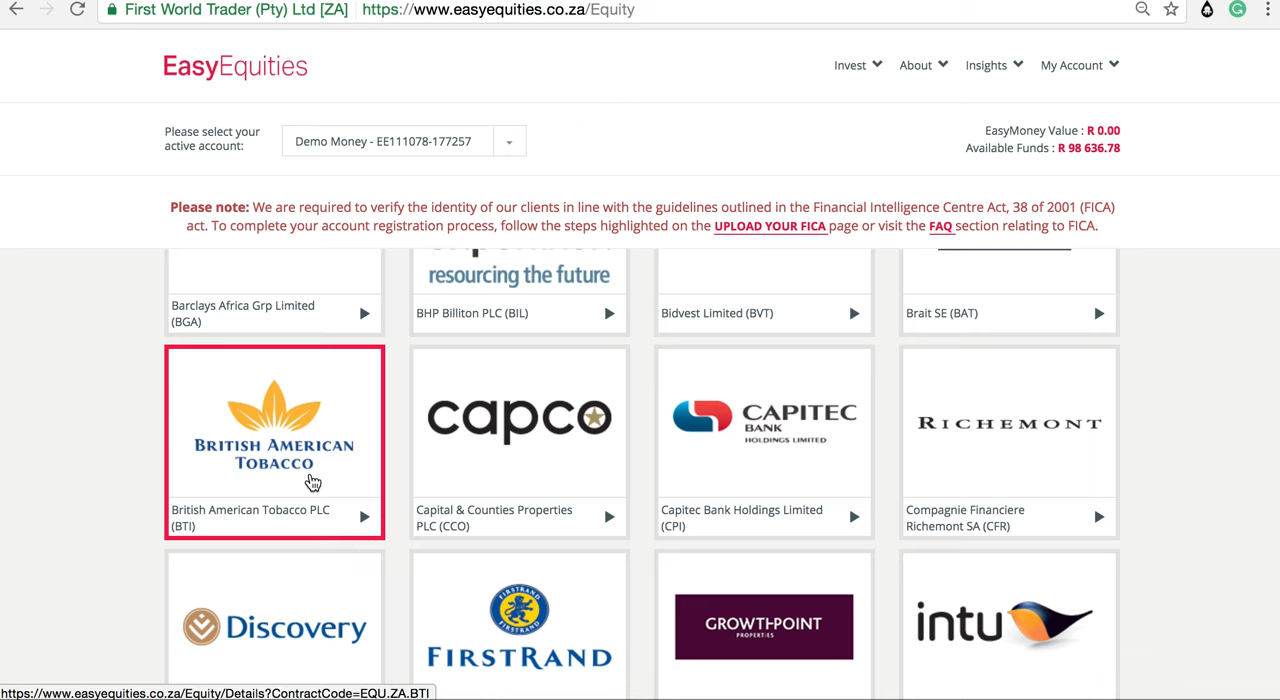 First World Trader (Pty) Ltd [ZA]
https://www.easyequities.co.za/Equity
EasyEquities
Invest
About
Insights
My Account
Please select your
active account:
Demo Money - EE111078-177257
EasyMoney Value : R 0.00
Available Funds : R 98 636.78
Please note: We are required to verify the identity of our clients in line with the guidelines outlined in the Financial Intelligence Centre Act, 38 of 2001 (FICA)
act. To complete your account registration process, follow the steps highlighted on the UPLOAD YOUR FICA page or visit the FAQ section relating to FICA.
resourcing the future
Barclays Africa Grp Limited
(BGA)
BHP Billiton PLC (BIL)
Bidvest Limited (BVT)
Brait SE (BAT)
BRITISH AMERICAN
TOBACCO
capco
CAPITEC
BANK
HOLDINGS LIMITED
RICHEMONT
British American Tobacco PLC
(BTI)
Capital & Counties Properties
PLC (CCO)
Capitec Bank Holdings Limited
(CPI)
Compagnie Financiere
Richemont SA (CFR)
Discovery
FIRSTRAND
FIRSTRAND
FIRSTRAND
GROWTHPOINT
PROPERTIES
intu
https://www.easyequities.co.za/Equity/Details?ContractCode=EQU.ZA.BTI